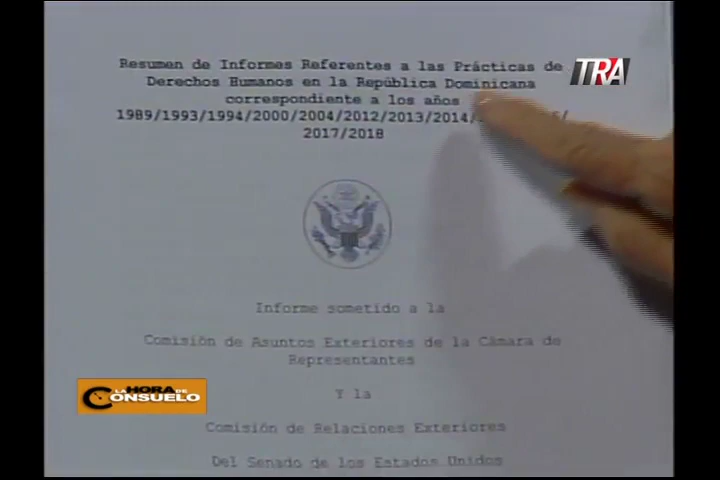 Resumen de Informes Referentes a las Prácticas de
Derechos Humanos en la República Dominicana
correspondiente a los años
1989/1993/1994/2000/2004/2012/2013/2014/
2017/2018
TRA
Informe sometido a la
Comisión de Asuntos Exteriores de la Cámara de
Representantes
Y la
Comisión de Relaciones Exteriores
Del Senado de los Estados Unidos
LA HORA DE
CONSUELO